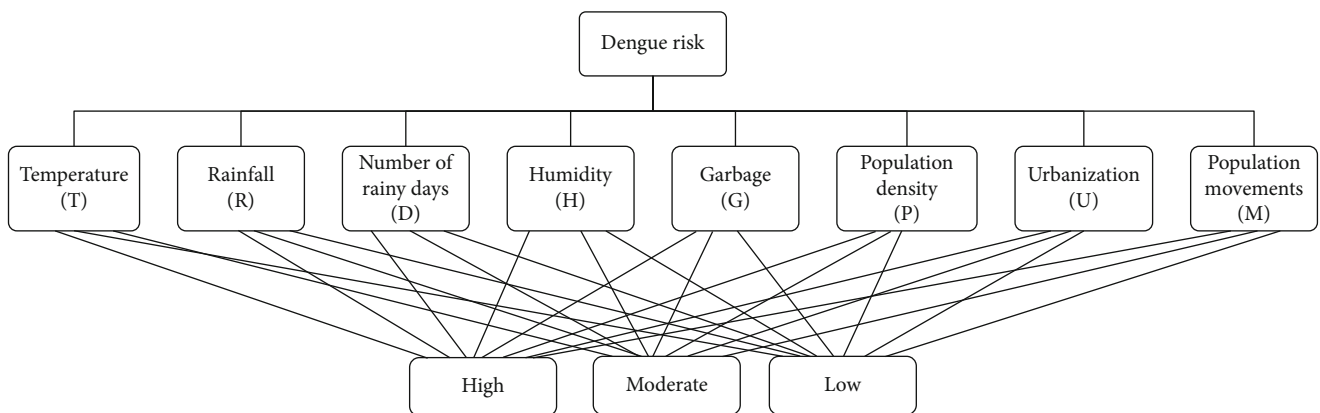 Dengue risk
Temperature
(T)
Rainfall
(R)
Number of
rainy days
(D)
Humidity
(H)
Garbage
(G)
Population
density
(P)
Urbanization
(U)
Population
movements
(M)
High
Moderate
Low